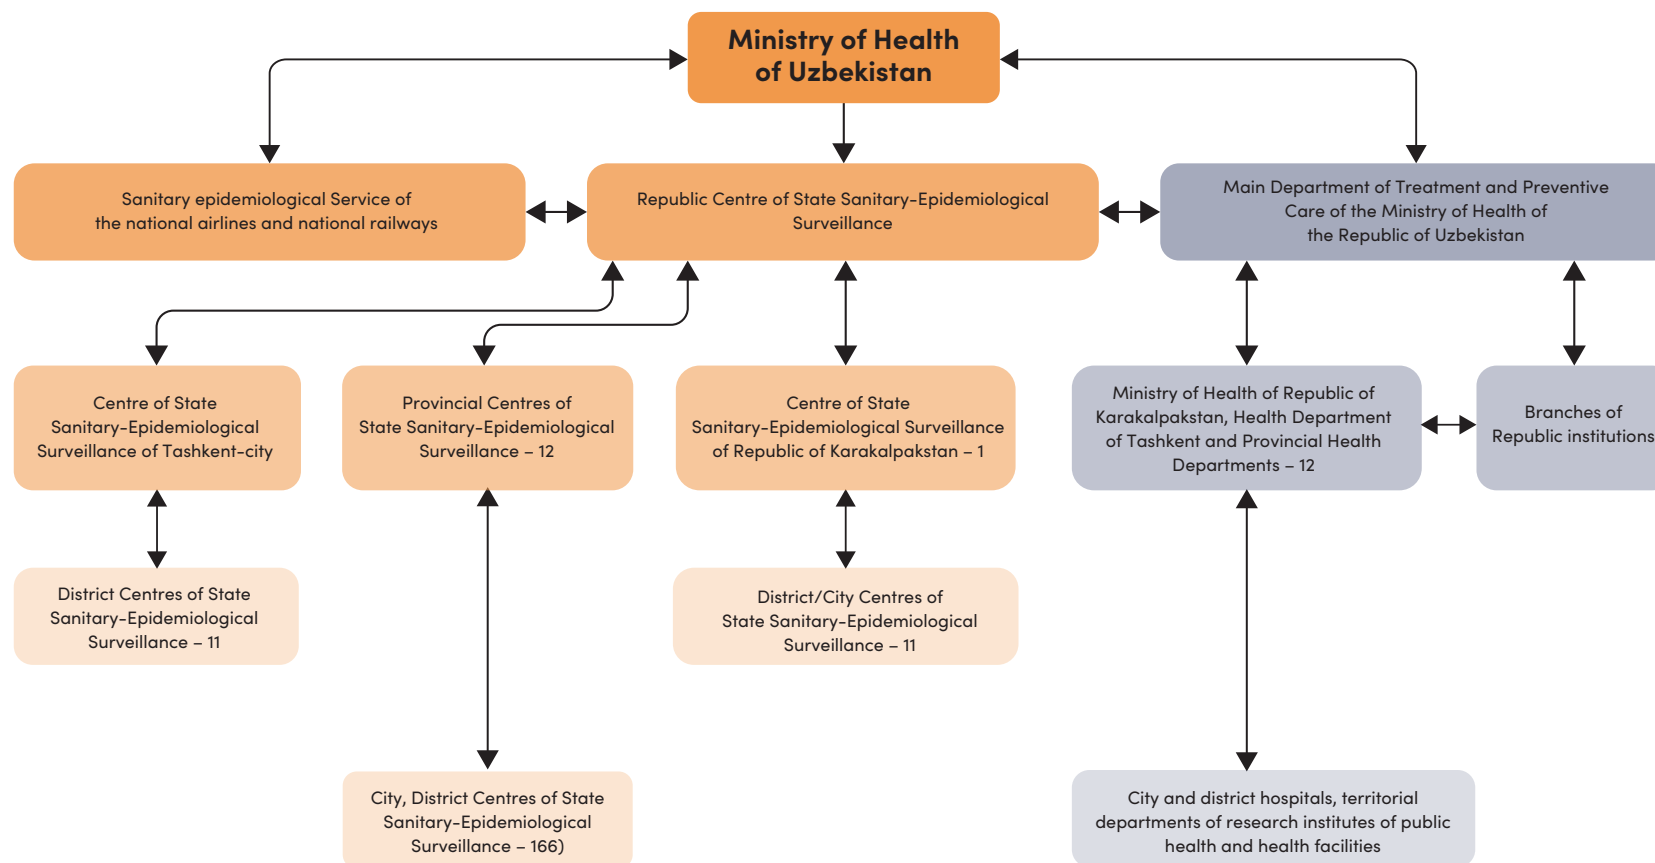 Ministry of Health
of Uzbekistan
Sanitary epidemiological Service of
the national airlines and national railways
Republic Centre of State Sanitary-Epidemiological
Surveillance
Main Department of Treatment and Preventive
Care of the Ministry of Health of
the Republic of Uzbekistan
Centre of State
Sanitary-Epidemiological
Surveillance of Tashkent-city
Provincial Centres of
State Sanitary-Epidemiological
Surveillance – 12
Centre of State
Sanitary-Epidemiological Surveillance
of Republic of Karakalpakstan – 1
Ministry of Health of Republic of
Karakalpakstan, Health Department
of Tashkent and Provincial Health
Departments – 12
Branches of
Republic institutions
District Centres of State
Sanitary-Epidemiological
Surveillance – 11
District/City Centres of
State Sanitary-Epidemiological
Surveillance – 11
City, District Centres of State
Sanitary-Epidemiological
Surveillance – 166)
City and district hospitals, territorial
departments of research institutes of public
health and health facilities